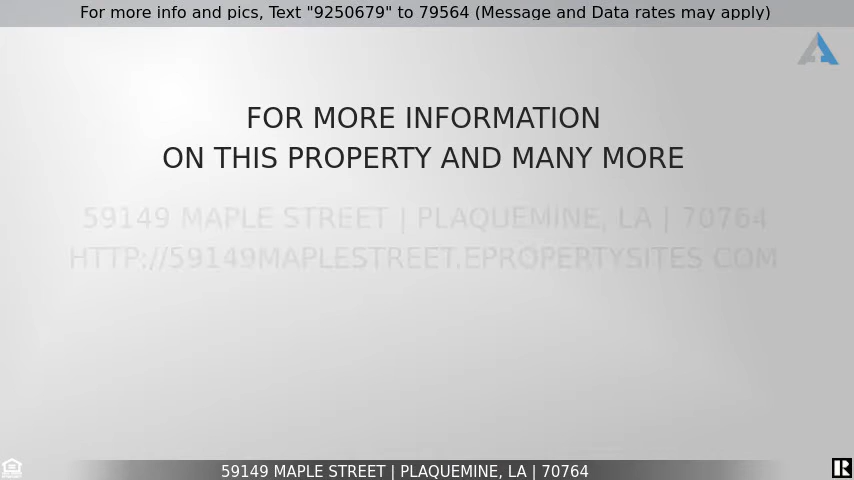 For more info and pics, Text "9250679" to 79564 (Message and Data rates may apply)
FOR MORE INFORMATION
ON THIS PROPERTY AND MANY MORE
59149 MAPLE STREET | PLAQUEMINE, LA | 70764
HTTP://59149MAPLESTREET.EPROPERTYSITES.COM
59149 MAPLE STREET | PLAQUEMINE, LA | 70764